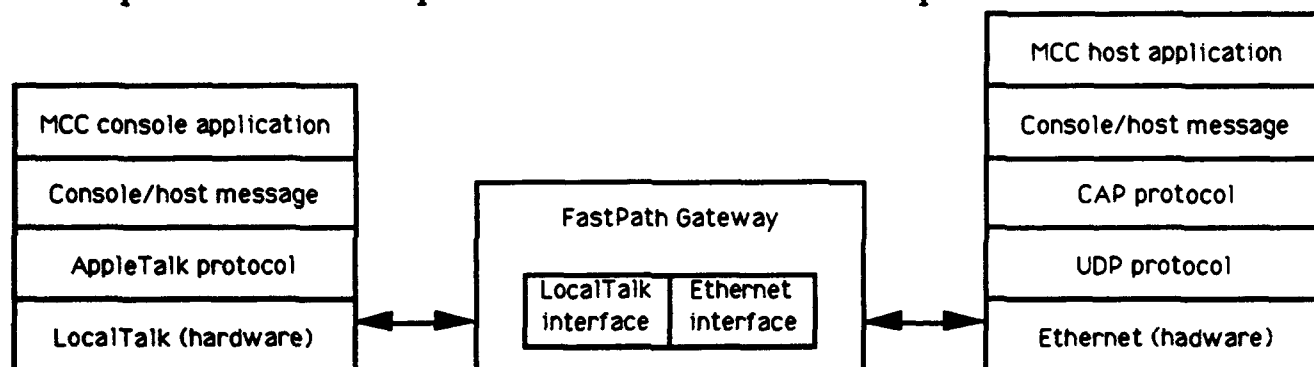 MCC console application
Console/host message
AppleTalk protocol
LocalTalk (hardware)
FastPath Gateway
LocalTalk
interface
Ethernet
interface
MCC host application
Console/host message
CAP protocol
UDP protocol
Ethernet (hadware)